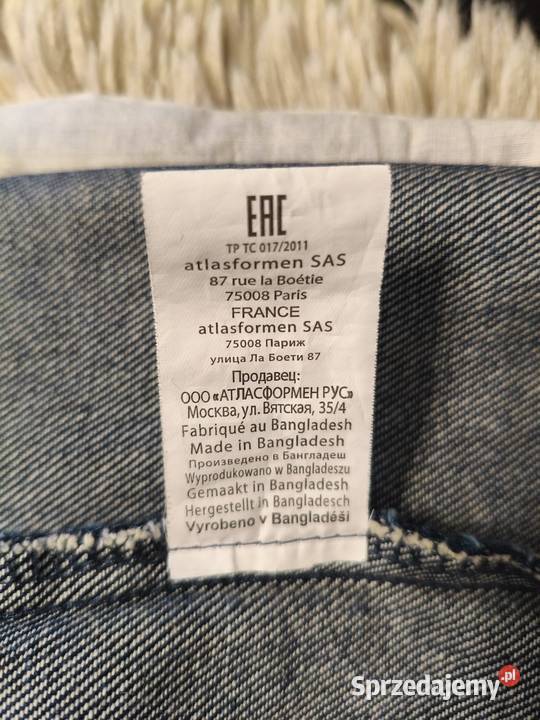 EAC
TP TC 017/2011
atlasformen SAS
87 rue la Boétie
75008 Paris
FRANCE
atlasformen SAS
75008 Париж
улица Ла Боети 87
Продавец:
ООО «АТЛАСФОРМЕН РУС»
Москва, ул. Вятская, 35/4
Fabriqué au Bangladesh
Made in Bangladesh
Произведено в Бангладеш
Wyprodukowano w Bangladeszu
Gemaakt in Bangladesh
Hergestellt in Bangladesch
Vyrobeno v Bangladéši
Sprzedajemy.pl